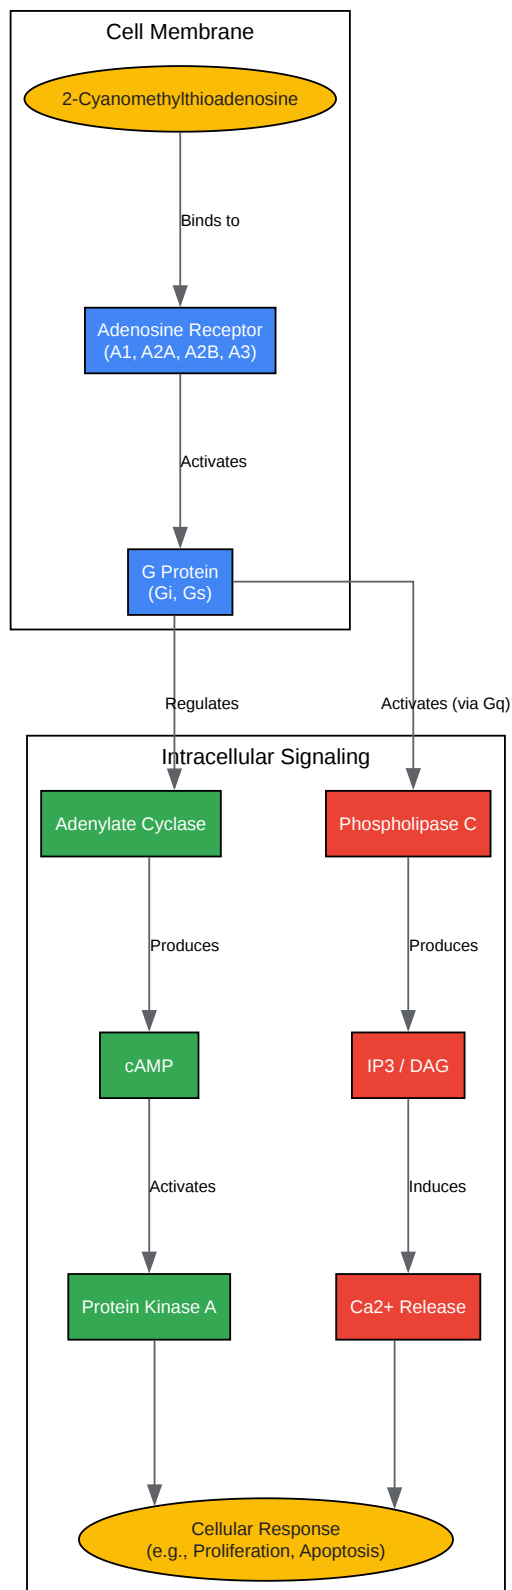 Cell Membrane
2-Cyanomethylthioadenosine
Binds to
Adenosine Receptor
(A1, A2A, A2B, A3)
Activates
G Protein
(Gi, Gs)
Regulates
Activates (via Gq)
Intracellular Signaling
Adenylate Cyclase
Phospholipase C
Produces
Produces
cAMP
IP3 / DAG
Activates
Induces
Protein Kinase A
Ca2+ Release
Cellular Response
(e.g., Proliferation, Apoptosis)